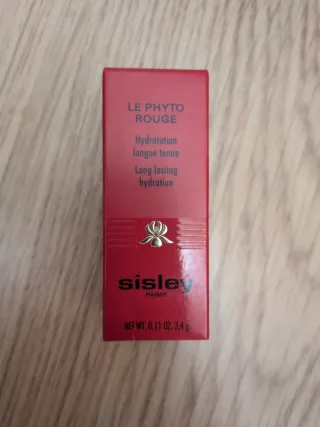 LE PHYTO
ROUGE
Hydratation
longue tenue
Long lasting
hydration
sisley
PARIS
NET WT. 0.11 OZ. 3,4 g